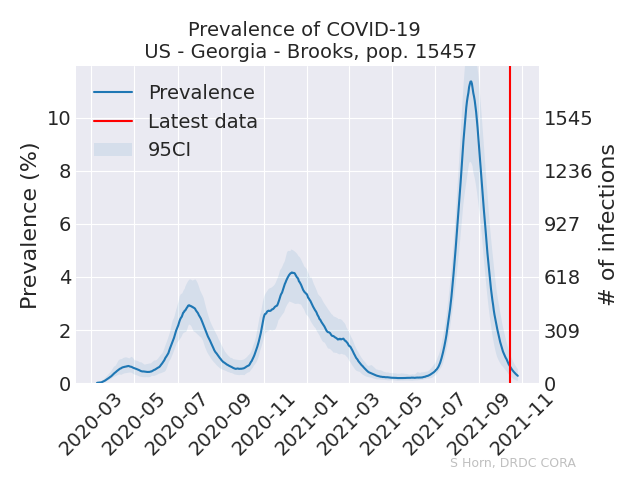 Prevalence of COVID-19
US - Georgia - Brooks, pop. 15457
Prevalence
Latest data
95CI
Prevalence (%)
10
8
6
4
2
0
1545
1236
927
618
309
0
# of infections
2020-03
2020-05
2020-07
2020-09
2020-11
2021-01
2021-03
2021-05
2021-07
2021-09
2021-11
S Horn, DRDC CORA